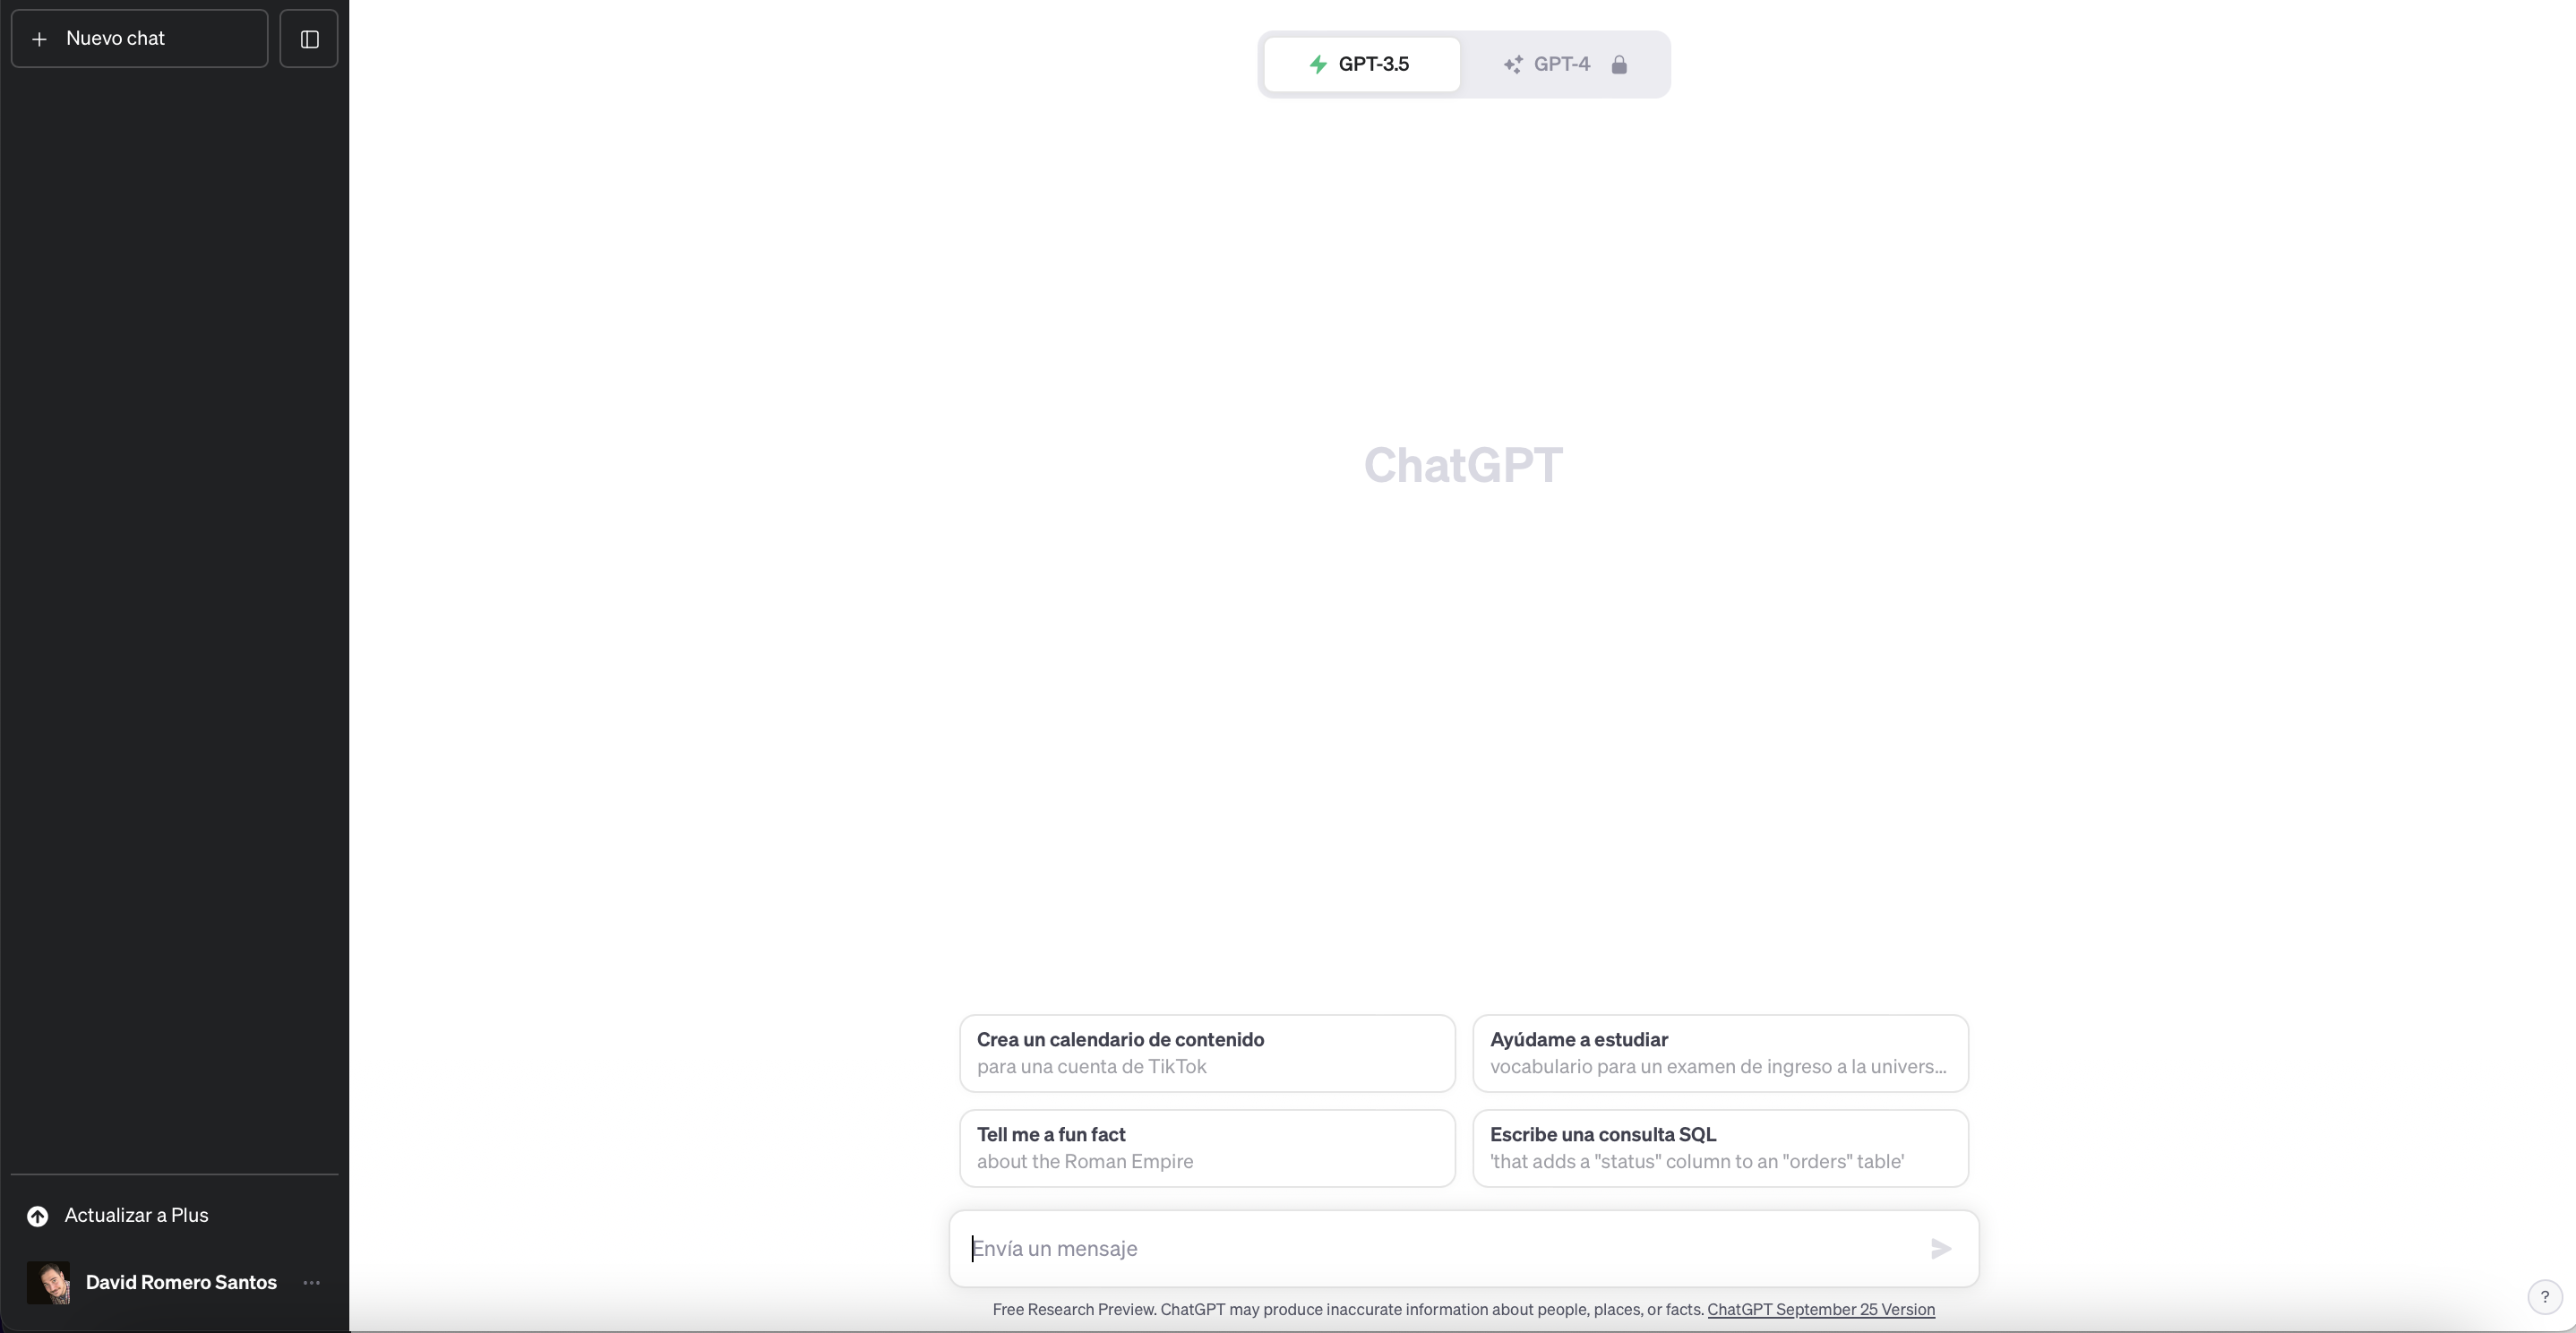 Nuevo chat
GPT-3.5
GPT-4
ChatGPT
Crea un calendario de contenido
para una cuenta de TikTok
Ayúdame a estudiar
vocabulario para un examen de ingreso a la univers...
Tell me a fun fact
about the Roman Empire
Escribe una consulta SQL
'that adds a "status" column to an "orders" table'
Actualizar a Plus
Envía un mensaje
David Romero Santos
Free Research Preview. ChatGPT may produce inaccurate information about people, places, or facts. ChatGPT September 25 Version
?